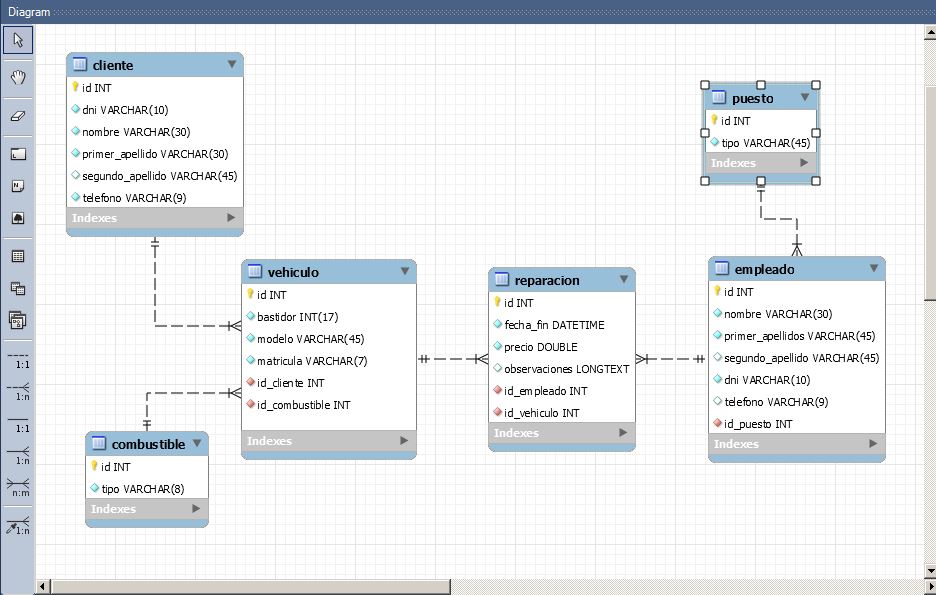 Diagram
cliente
id INT
dni VARCHAR(10)
nombre VARCHAR(30)
primer_apellido VARCHAR(30)
segundo_apellido VARCHAR(45)
telefono VARCHAR(9)
Indexes
puesto
id INT
tipo VARCHAR(45)
Indexes
vehiculo
id INT
bastidor INT(17)
modelo VARCHAR(45)
matricula VARCHAR(7)
id_cliente INT
id_combustible INT
Indexes
reparacion
id INT
fecha_fin DATETIME
precio DOUBLE
observaciones LONGTEXT
id_empleado INT
id_vehiculo INT
Indexes
empleado
id INT
nombre VARCHAR(30)
primer_apellidos VARCHAR(45)
segundo_apellido VARCHAR(45)
dni VARCHAR(10)
telefono VARCHAR(9)
id_puesto INT
Indexes
combustible
id INT
tipo VARCHAR(8)
Indexes
1:1
1:n
1:1
1:n
n:m
1:n